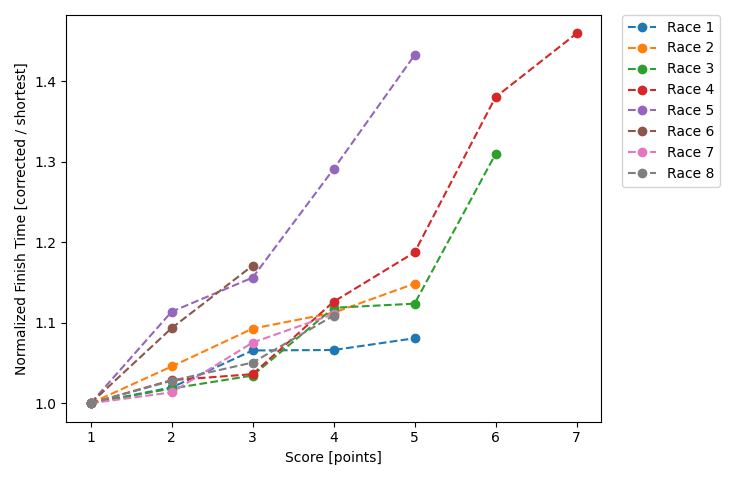 Normalized Finish Time [corrected / shortest]
1.4
1.3
1.2
1.1
1.0
1 2 3 4 5 6 7
Score [points]
Race 1
Race 2
Race 3
Race 4
Race 5
Race 6
Race 7
Race 8